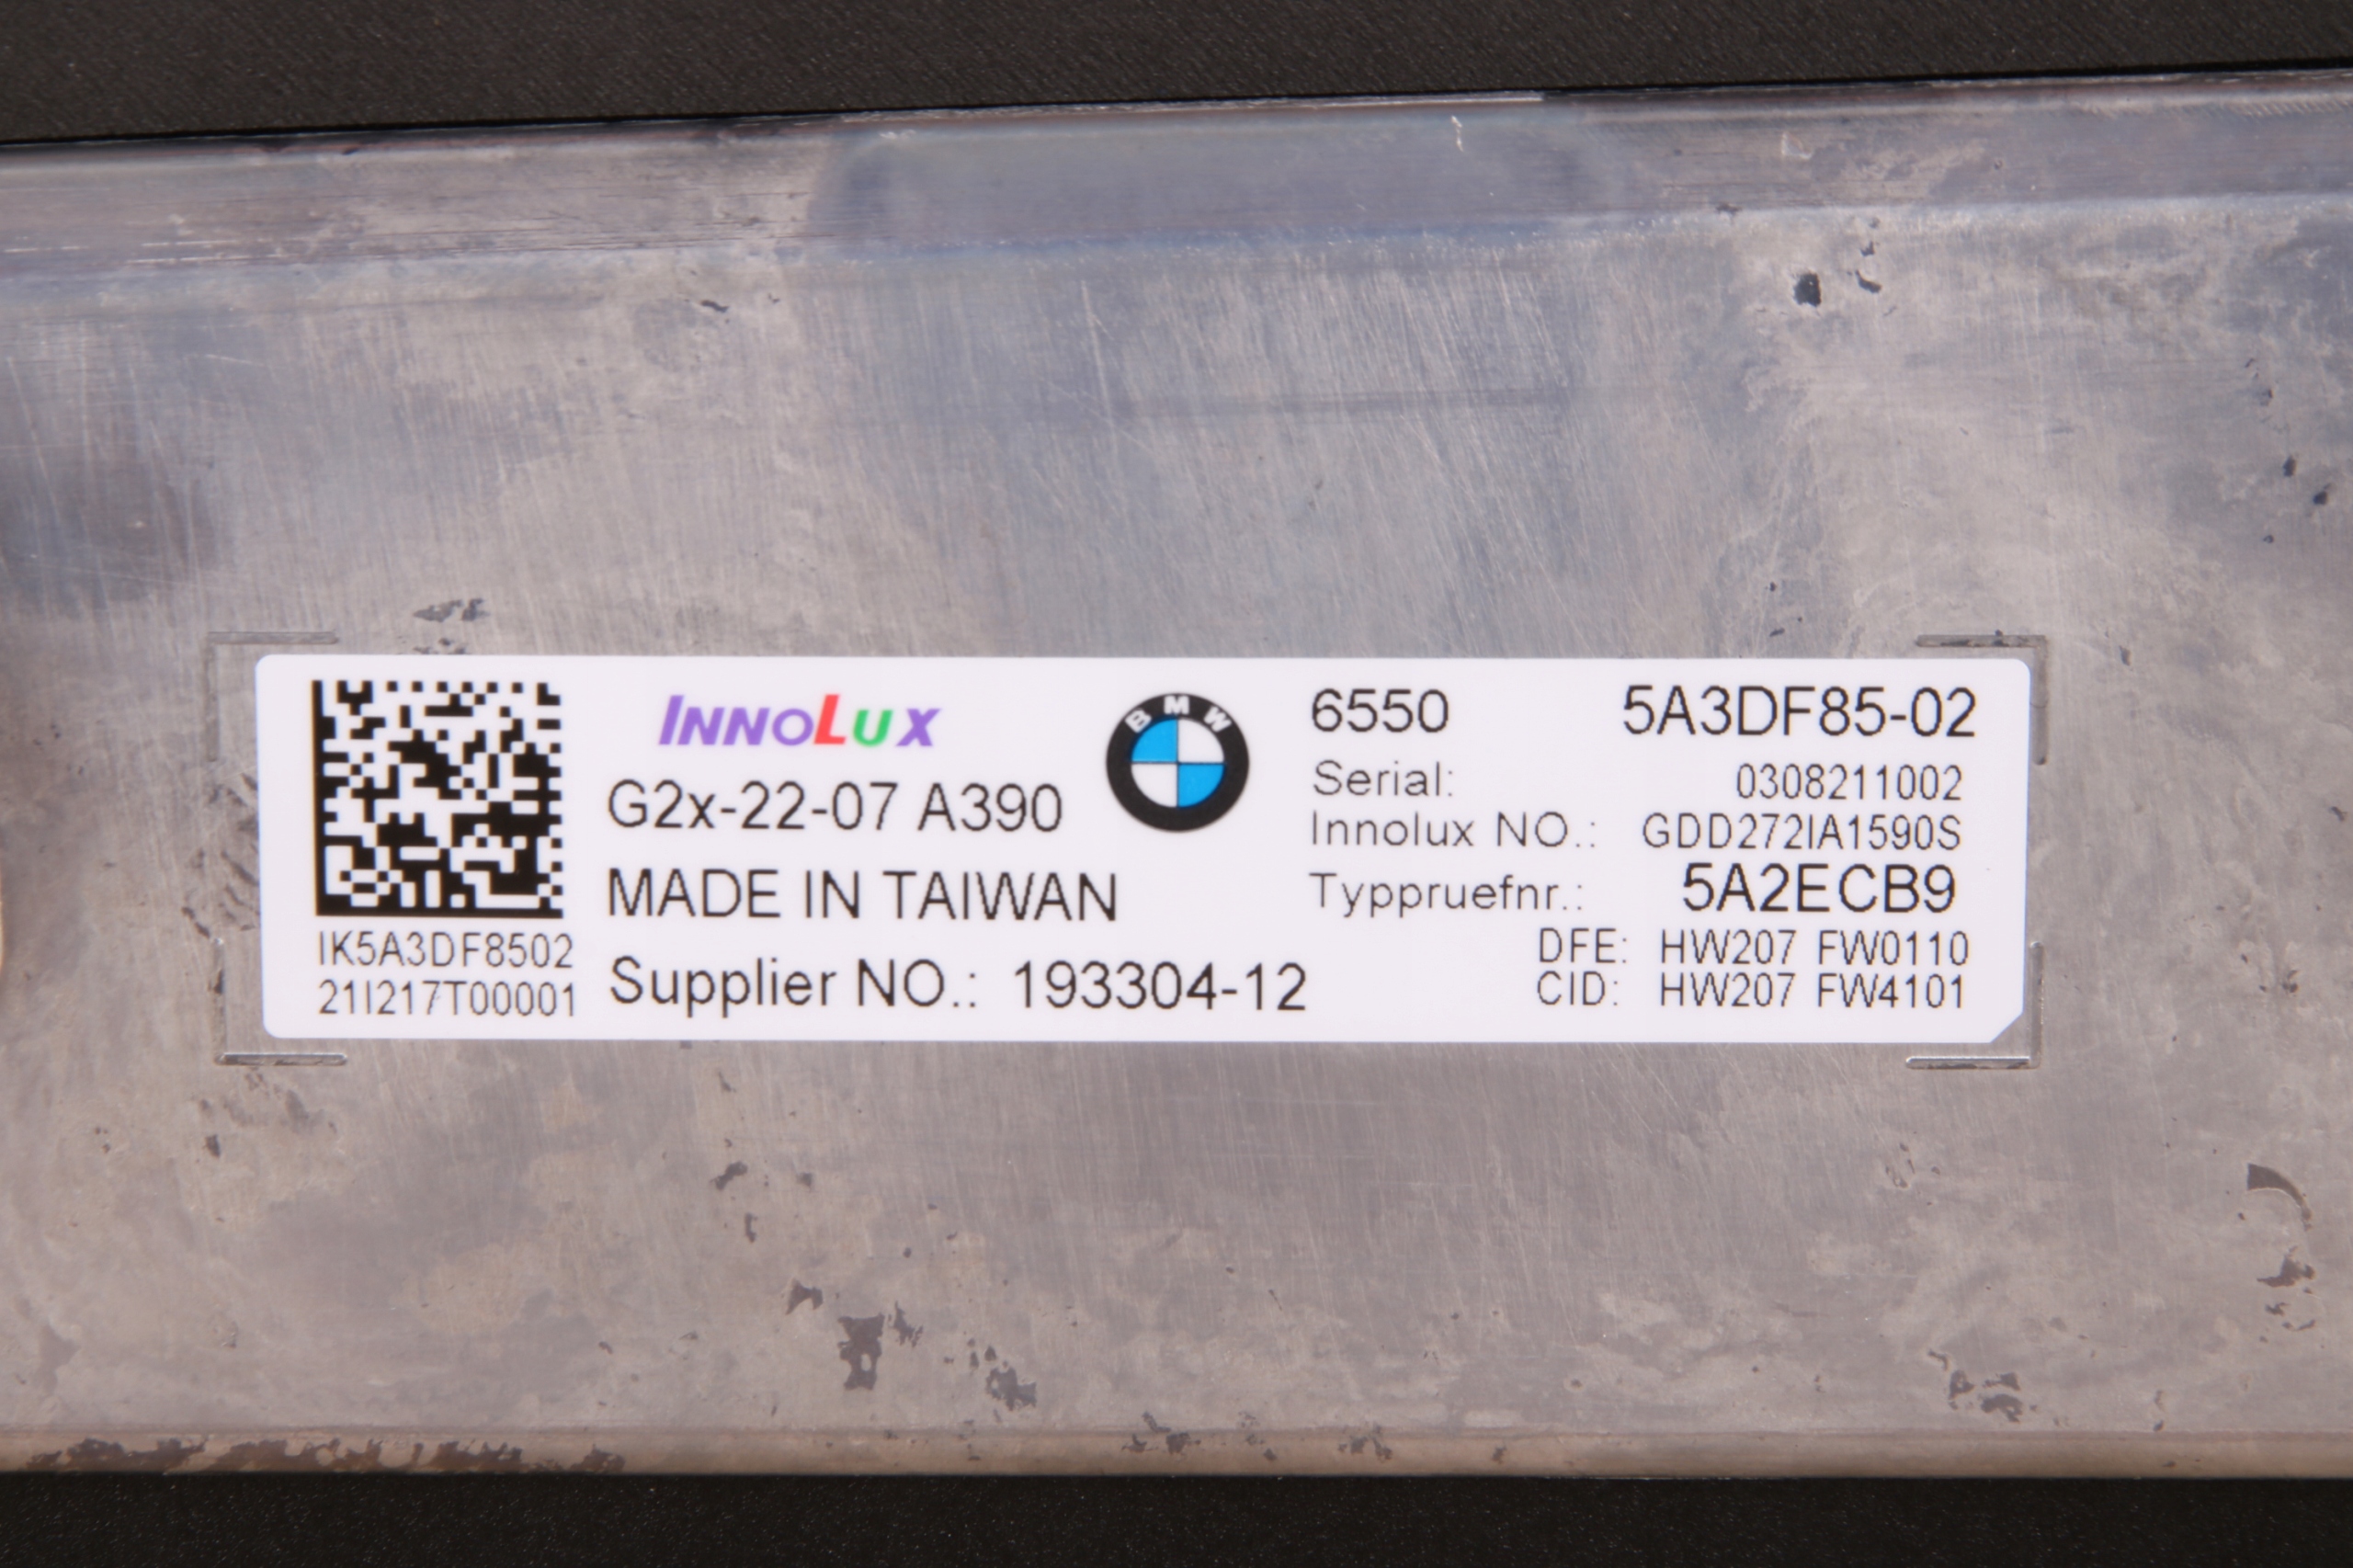 INNOLUX
G2x-22-07 A390
MADE IN TAIWAN
Supplier NO.: 193304-12
IK5A3DF8502
21I217T00001
BMW
6550 5A3DF85-02
Serial: 0308211002
Innolux NO.: GDD272IA1590S
Typpruefnr.: 5A2ECB9
DFE: HW207 FW0110
CID: HW207 FW4101